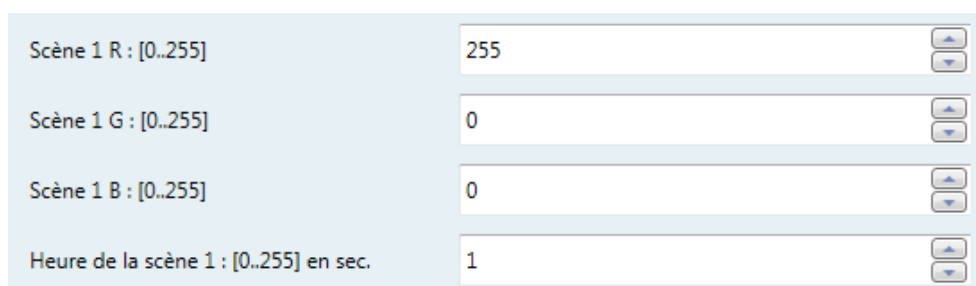 Scène 1 R : [0..255] 255
Scène 1 G : [0..255] 0
Scène 1 B : [0..255] 0
Heure de la scène 1 : [0..255] en sec. 1